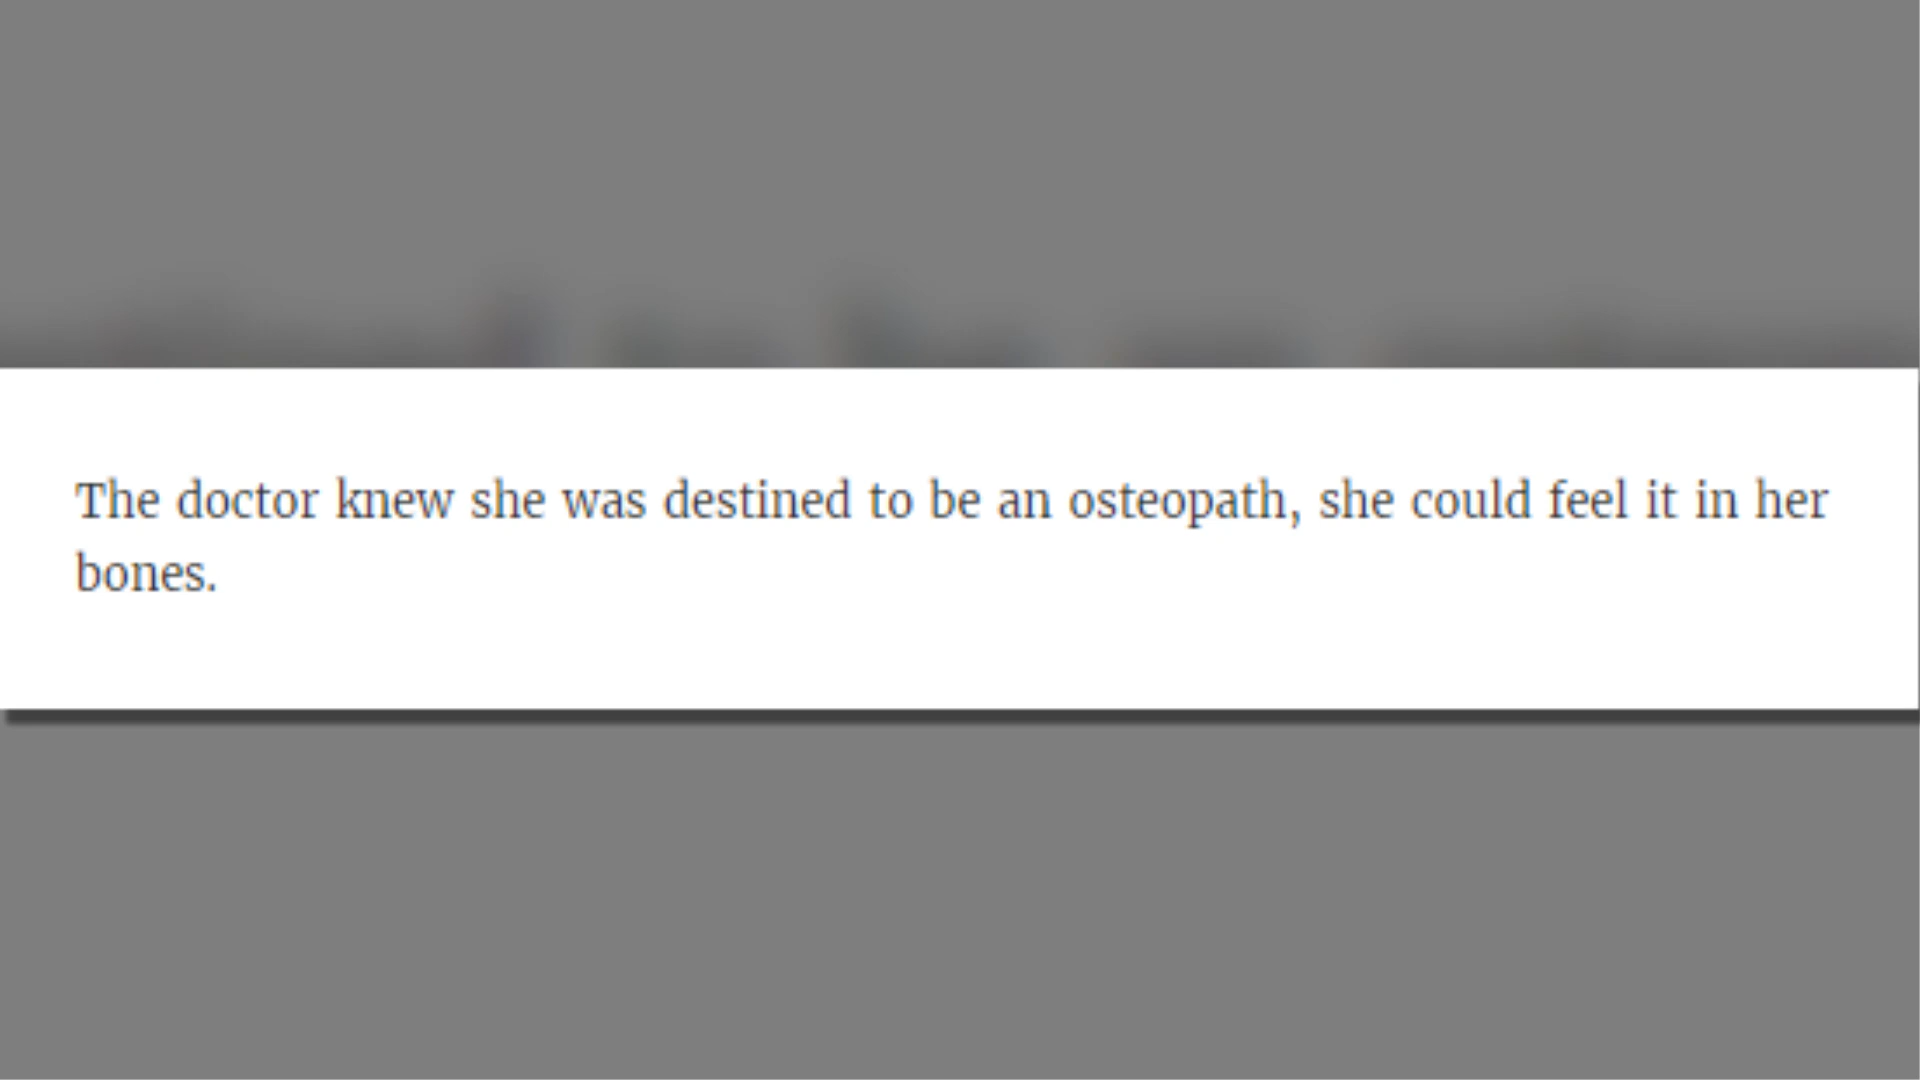 The doctor knew she was destined to be an osteopath, she could feel it in her
bones.